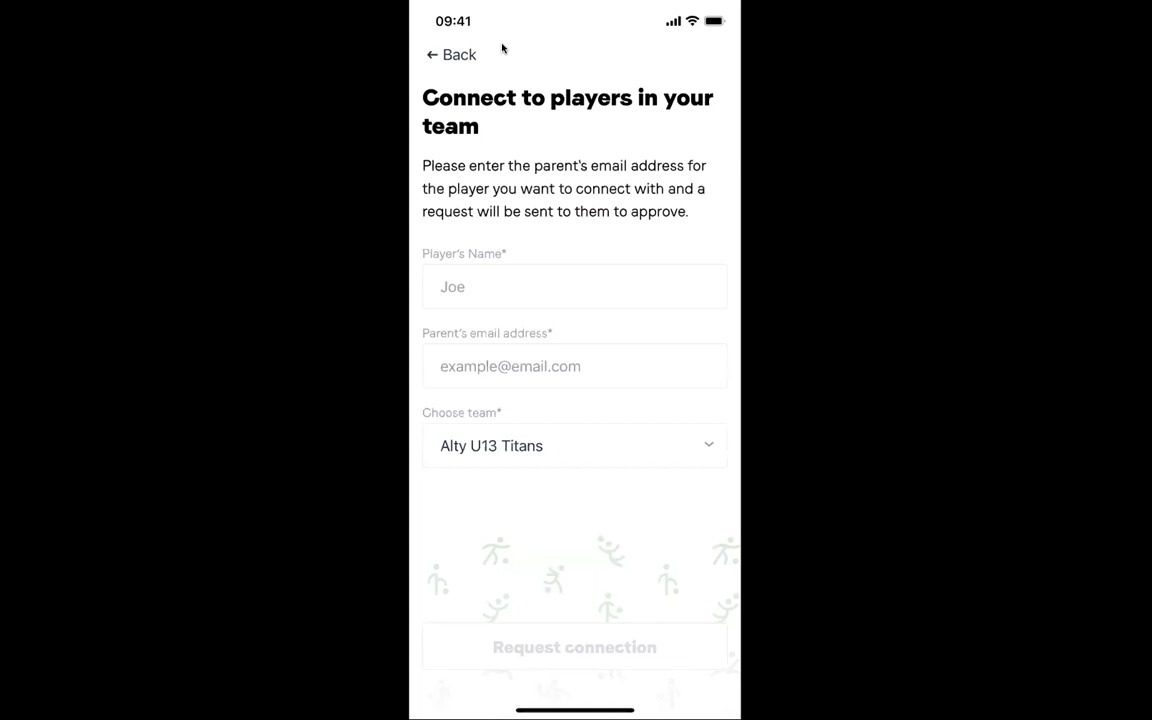 09:41
← Back
Connect to players in your
team
Please enter the parent's email address for
the player you want to connect with and a
request will be sent to them to approve.
Player's Name*
Joe
Parent's email address*
example@email.com
Choose team*
Alty U13 Titans
Request connection